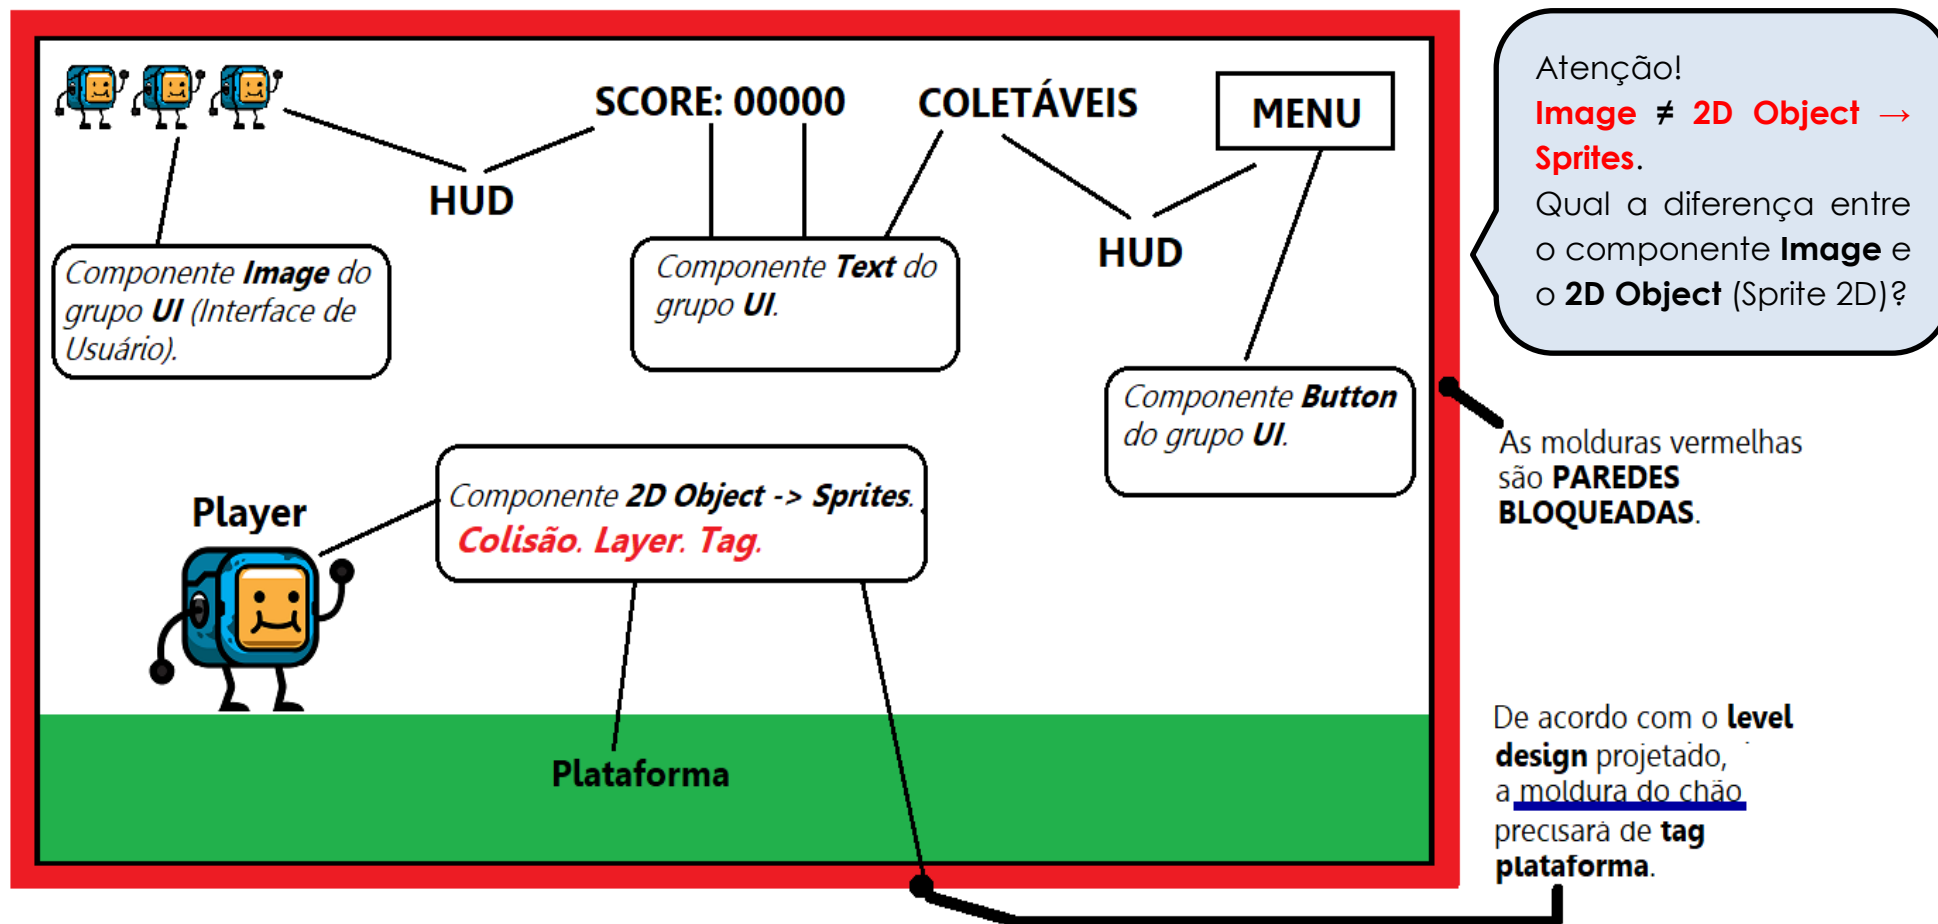 SCORE: 00000
COLETÁVEIS
MENU
HUD
HUD
Componente Image do
grupo UI (Interface de
Usuário).
Componente Text do
grupo UI.
Componente Button
do grupo UI.
Componente 2D Object -> Sprites.
Colisão. Layer. Tag.
Player
Plataforma
Atenção!
Image ≠ 2D Object →
Sprites.
Qual a diferença entre
o componente Image e
o 2D Object (Sprite 2D)?
As molduras vermelhas
são PAREDES
BLOQUEADAS.
De acordo com o level
design projetado,
a moldura do chão
precisará de tag
plataforma.